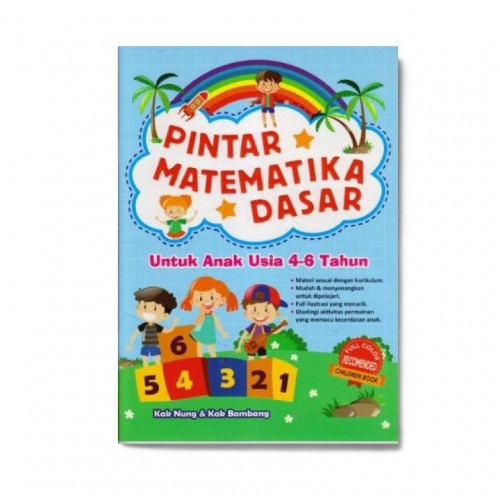 PINTAR
MATEMATIKA
DASAR
Untuk Anak Usia 4-6 Tahun
• Materi sesuai dengan kurikulum.
• Mudah & menyenangkan
untuk dipelajari.
• Full ilustrasi yang menarik.
• Diselingi aktivitas permainan
yang memacu kecerdasan anak.
FULL COLOR
RECOMENDED
CHILDREN BOOK
6
5 4 3 2 1
Kak Nung & Kak Bambang